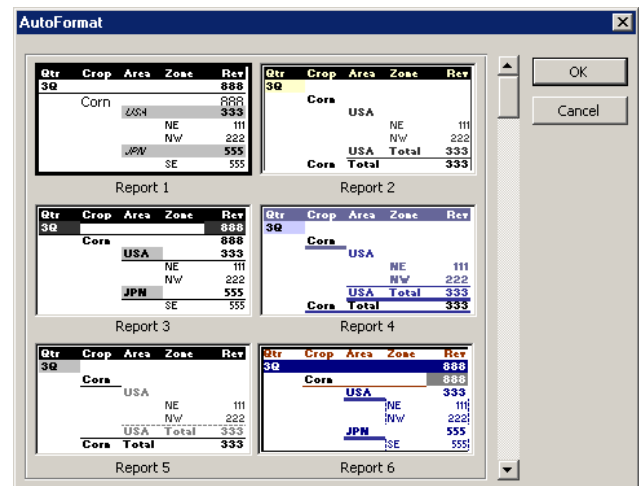 AutoFormat
OK
Cancel
Qtr Crop Area Zone Rev
3Q 888
Corn 888
USA 333
NE 111
NW 222
JPN 555
SE 555
Report 1
Qtr Crop Area Zone Rev
3Q
Corn
USA
NE 111
NW 222
USA Total 333
Corn Total 333
Report 2
Qtr Crop Area Zone Rev
3Q 888
Corn 888
USA 333
NE 111
NW 222
JPN 555
SE 555
Report 3
Qtr Crop Area Zone Rev
3Q
Corn
USA
NE 111
NW 222
USA Total 333
Corn Total 333
Report 4
Qtr Crop Area Zone Rev
3Q
Corn
USA
NE 111
NW 222
USA Total 333
Corn Total 333
Report 5
Qtr Crop Area Zone Rev
3Q 888
Corn 888
USA 333
NE 111
NW 222
JPN 555
SE 555
Report 6